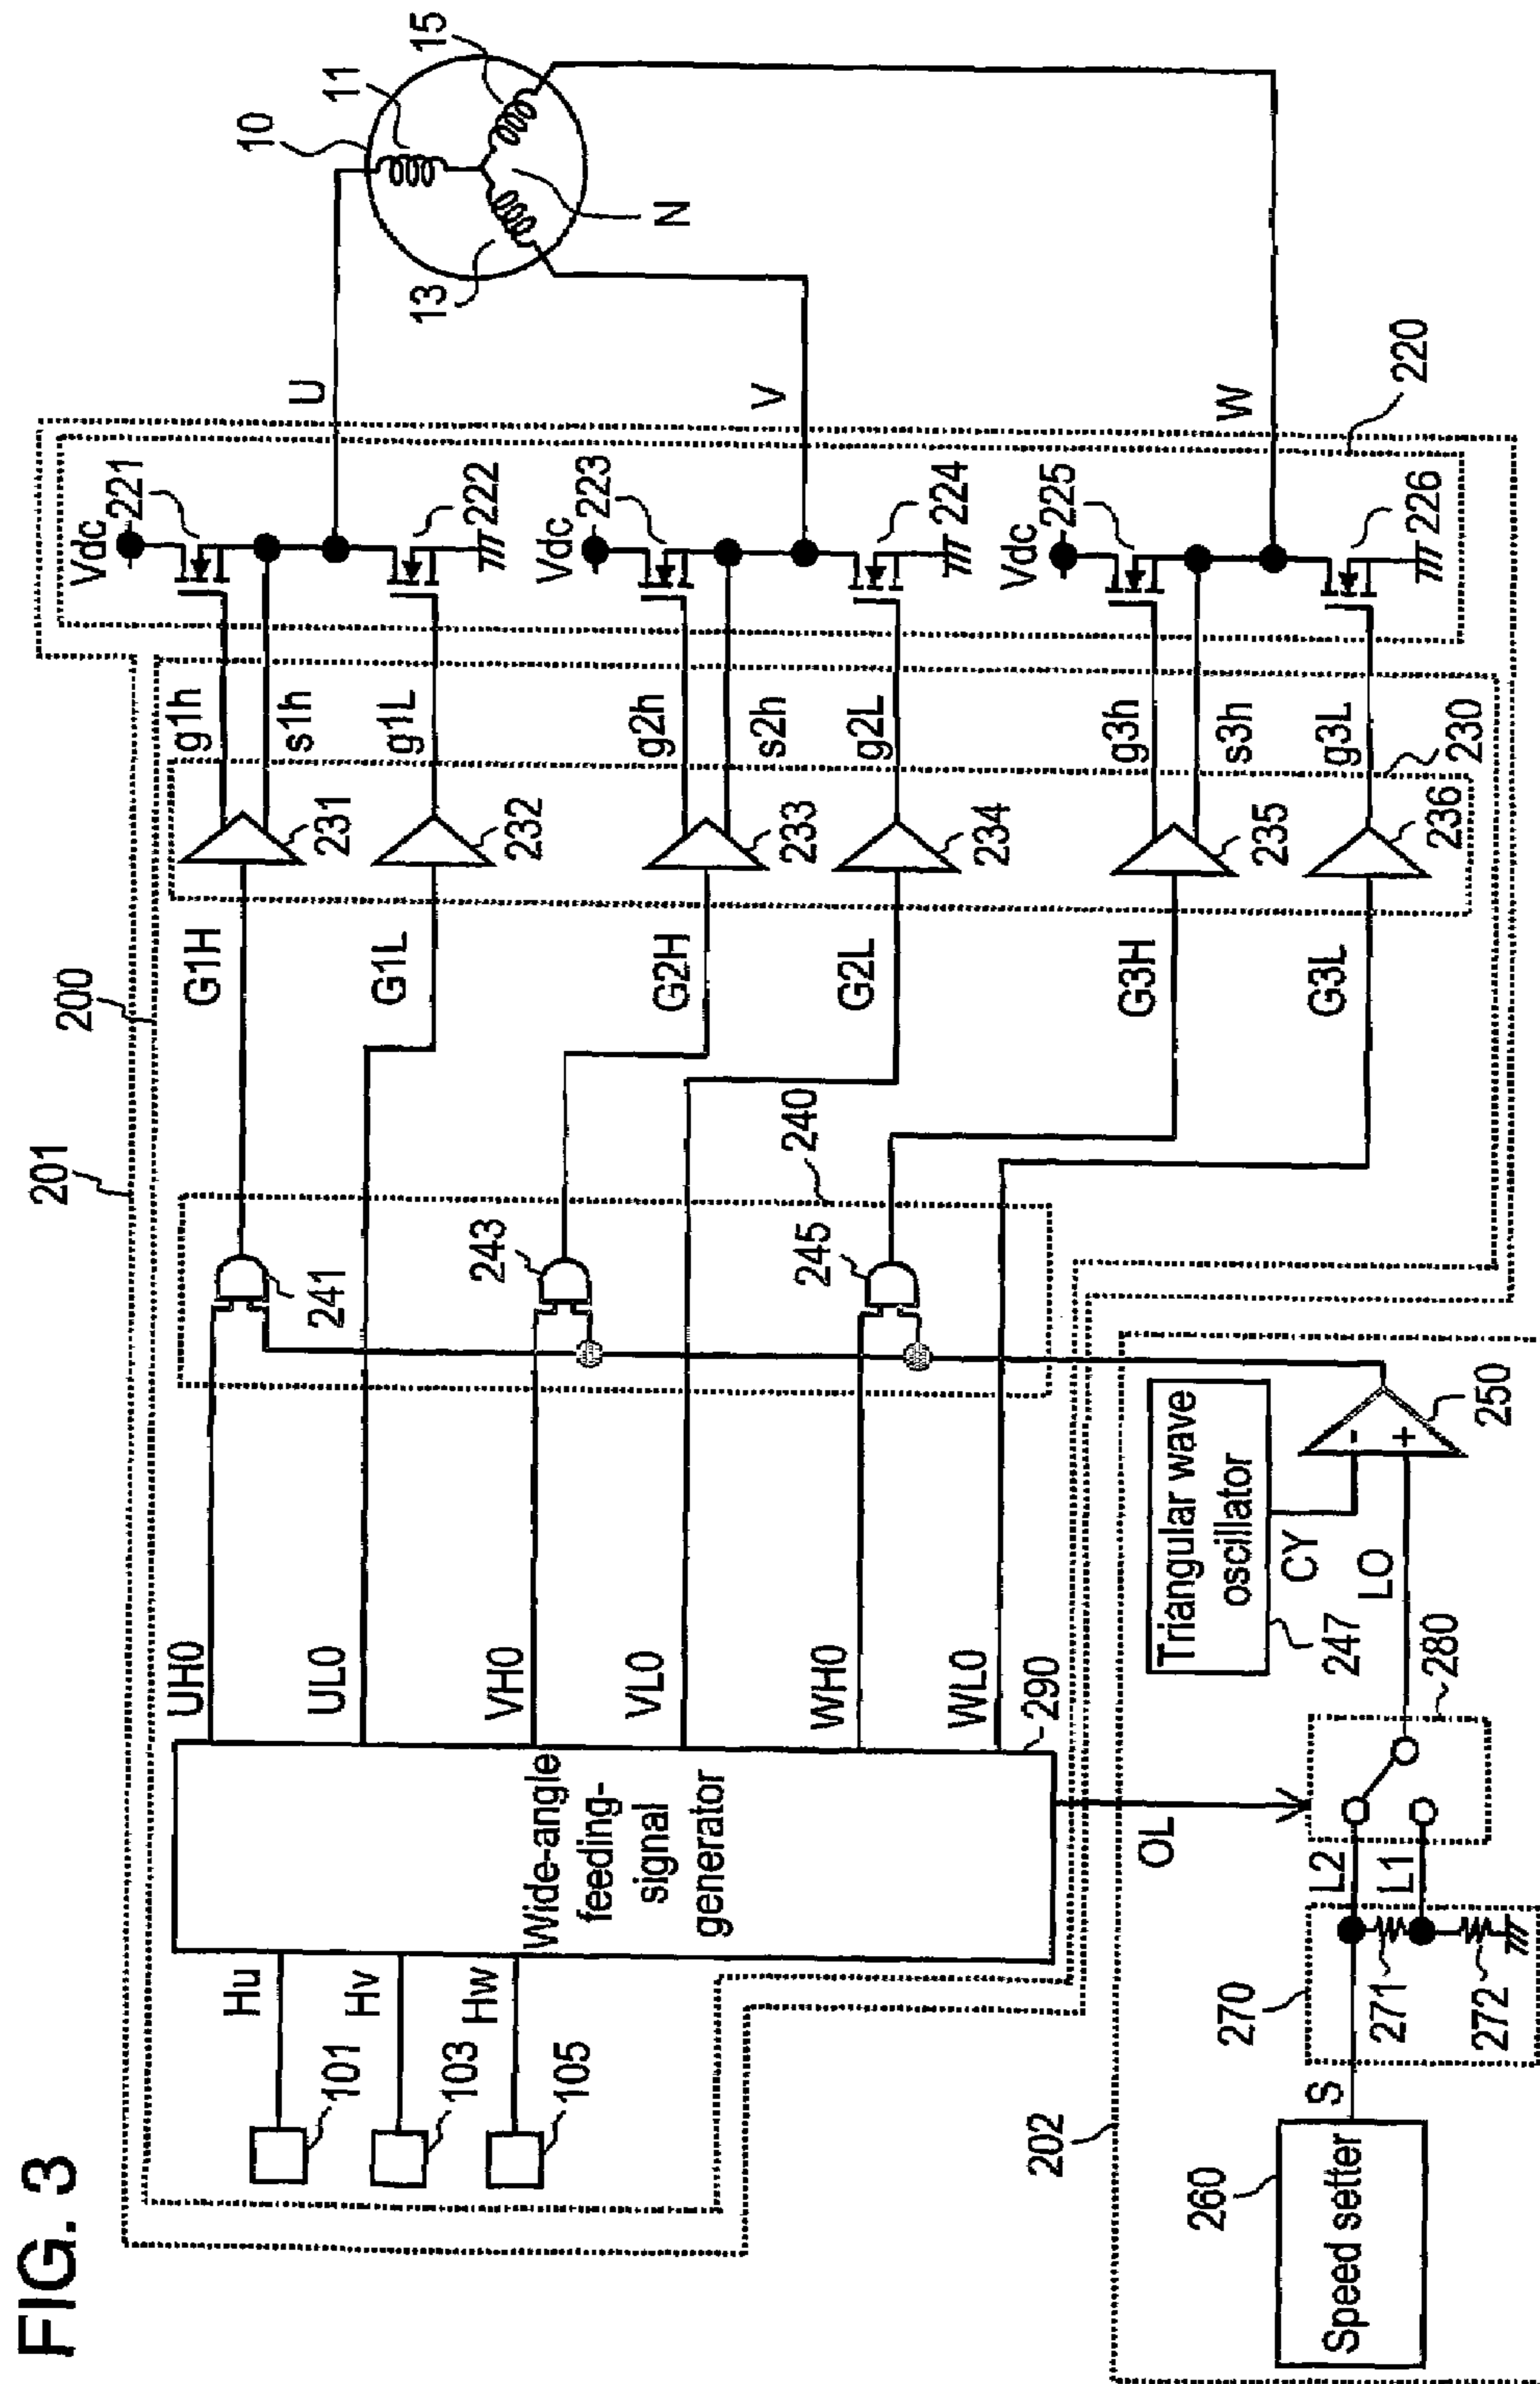 FIG. 3
201
200
10
11
15
13
N
U
V
W
220
Vdc
221
222
Vdc
223
224
Vdc
225
226
g1h
s1h
g1L
g2h
s2h
g2L
g3h
s3h
g3L
230
231
232
233
234
235
236
G1H
G1L
G2H
G2L
G3H
G3L
240
241
243
245
UH0
UL0
VH0
VL0
WH0
WL0
290
Wide-angle
feeding-
signal
generator
Hu
Hv
Hw
101
103
105
OL
202
260
Speed setter
S
270
271
272
L2
L1
280
LO
CY
Triangular wave
oscillator
247
-
+
250